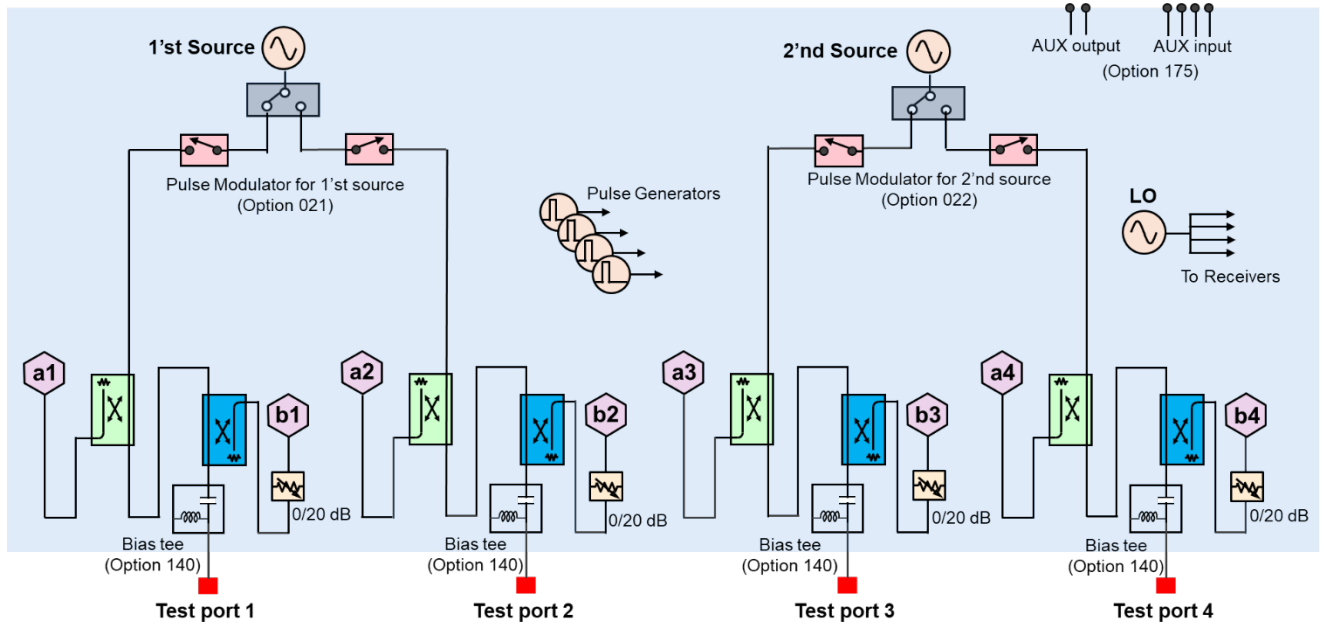 1'st Source
2'nd Source
AUX output
AUX input
(Option 175)
Pulse Modulator for 1'st source
(Option 021)
Pulse Generators
Pulse Modulator for 2'nd source
(Option 022)
LO
To Receivers
a1
b1
a2
b2
a3
b3
a4
b4
0/20 dB
0/20 dB
0/20 dB
0/20 dB
Bias tee
(Option 140)
Bias tee
(Option 140)
Bias tee
(Option 140)
Bias tee
(Option 140)
Test port 1
Test port 2
Test port 3
Test port 4